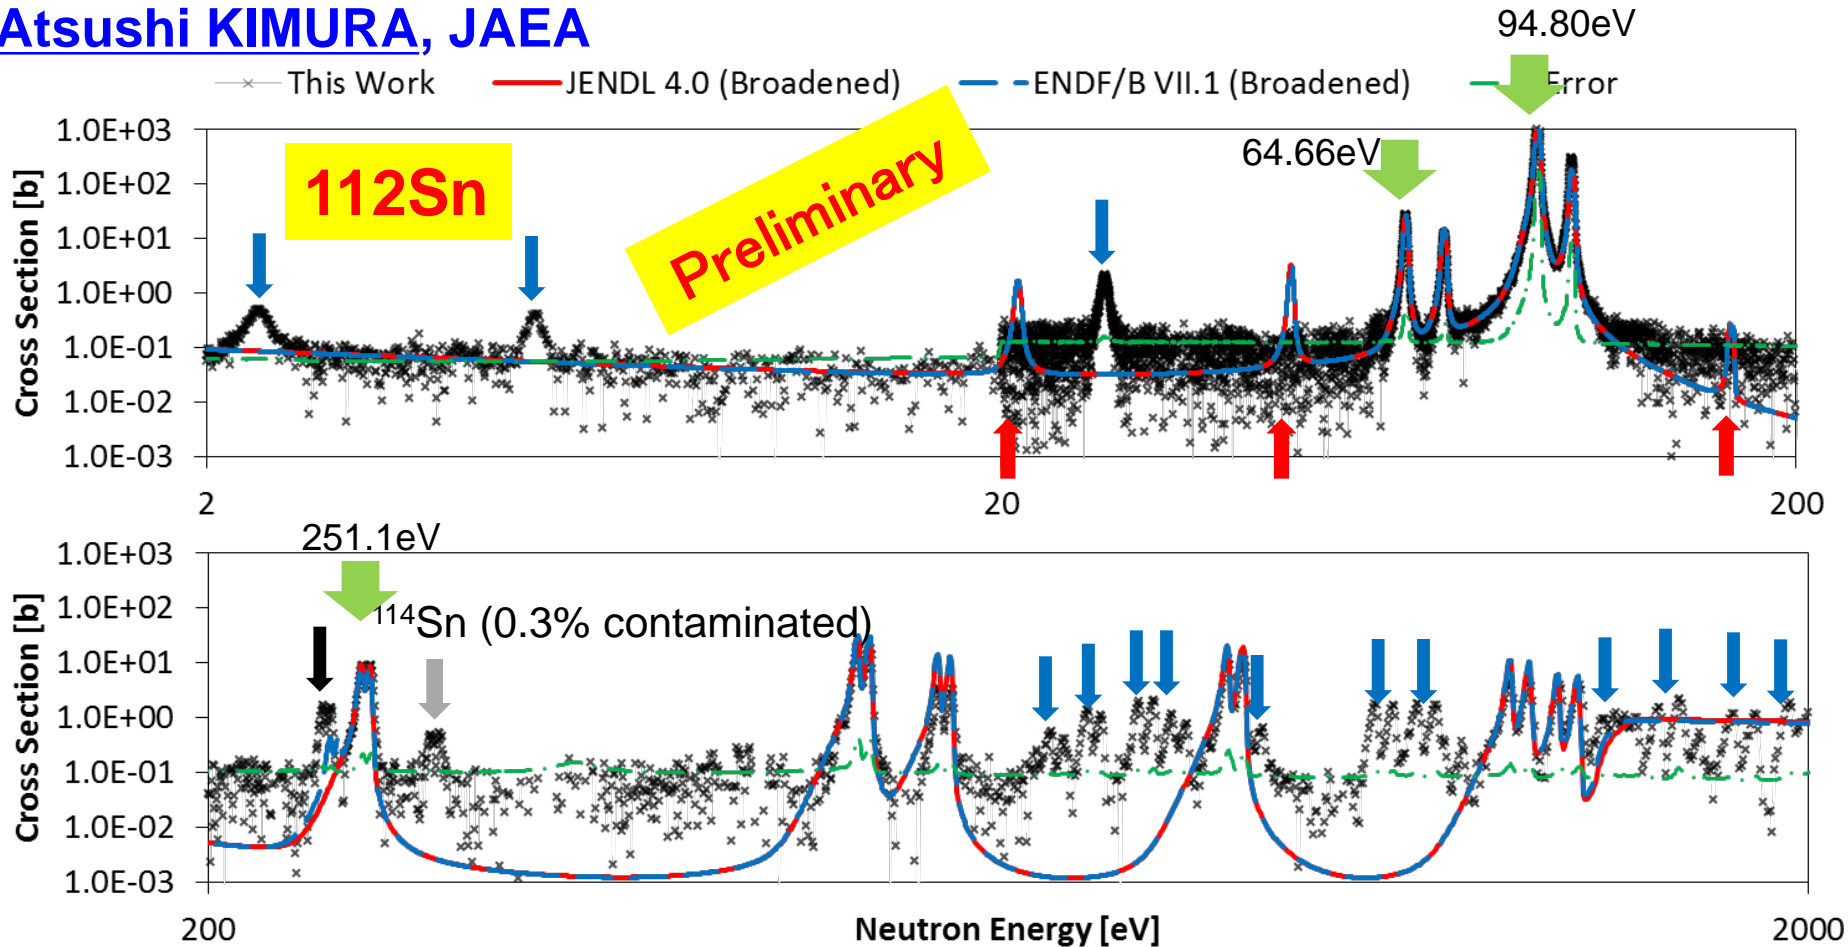 Atsushi KIMURA, JAEA
94.80eV
This Work
JENDL 4.0 (Broadened)
ENDF/B VII.1 (Broadened)
Error
1.0E+03
1.0E+02
1.0E+01
1.0E+00
1.0E-01
1.0E-02
1.0E-03
Cross Section [b]
112Sn
Preliminary
64.66eV
2
20
200
251.1eV
1.0E+03
1.0E+02
1.0E+01
1.0E+00
1.0E-01
1.0E-02
1.0E-03
Cross Section [b]
114Sn (0.3% contaminated)
200
Neutron Energy [eV]
2000